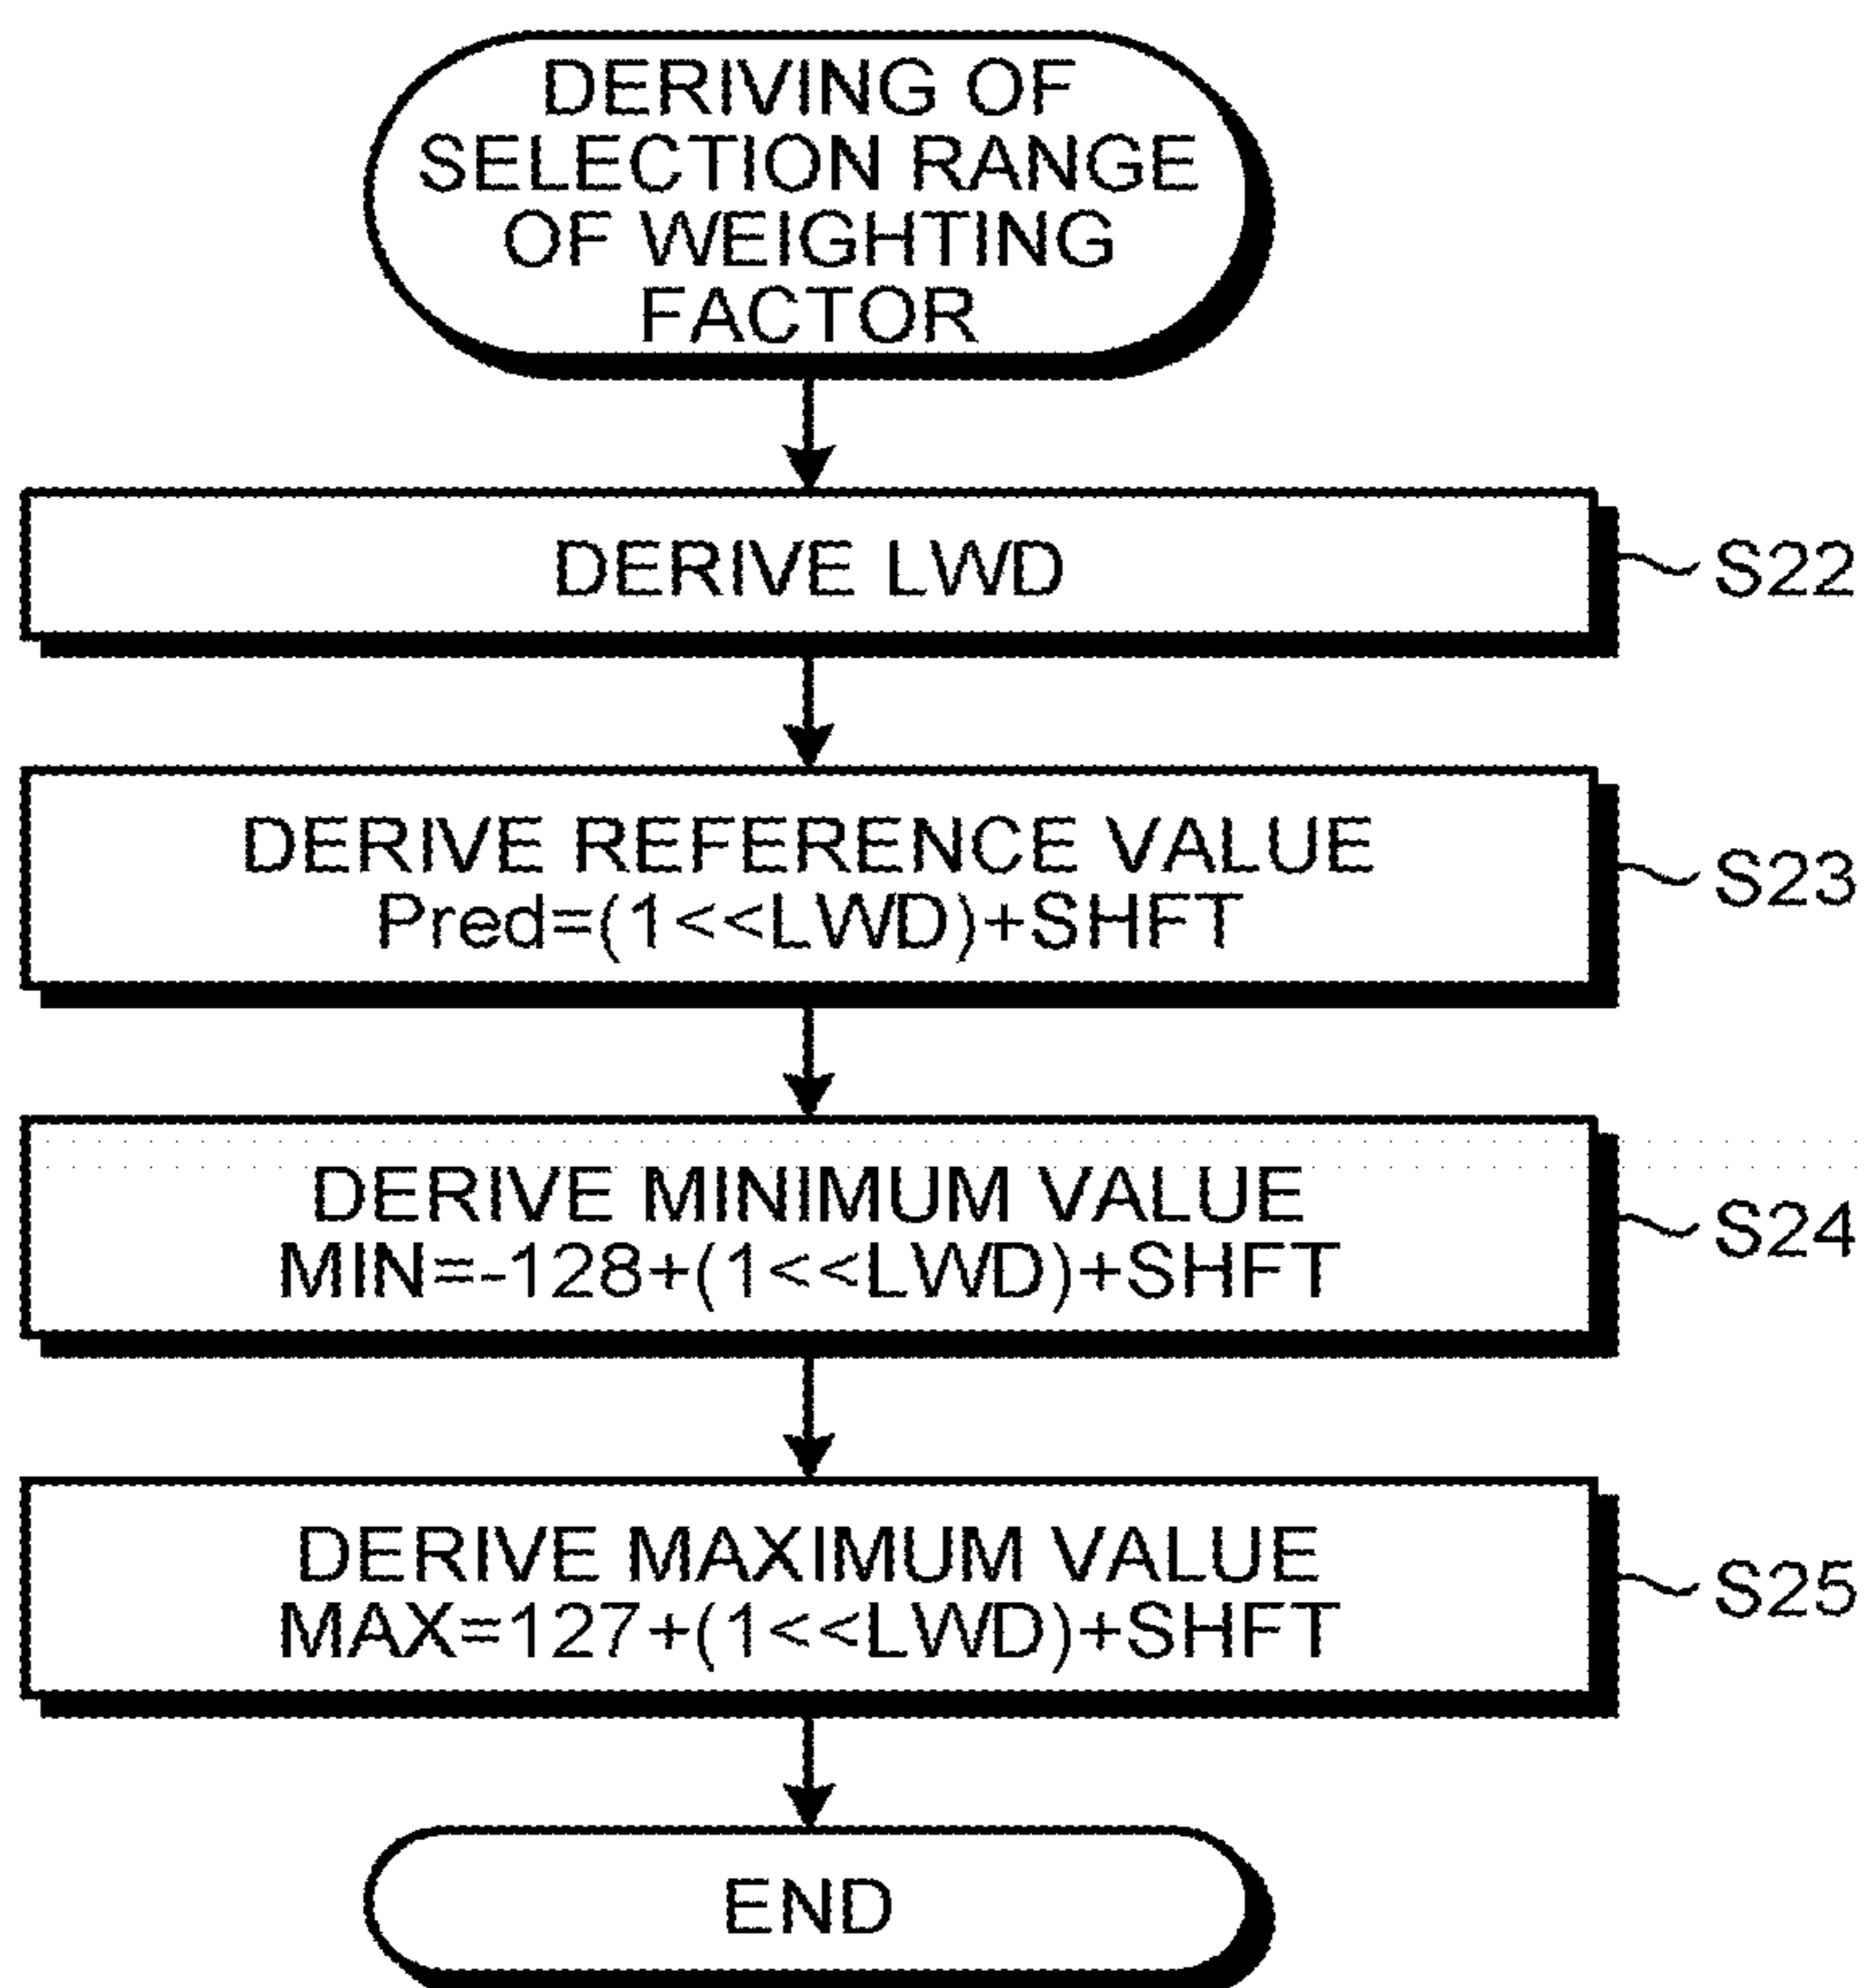 DERIVING OF
SELECTION RANGE
OF WEIGHTING
FACTOR
DERIVE LWD
S22
DERIVE REFERENCE VALUE
Pred=(1<<LWD)+SHFT
S23
DERIVE MINIMUM VALUE
MIN=-128+(1<<LWD)+SHFT
S24
DERIVE MAXIMUM VALUE
MAX=127+(1<<LWD)+SHFT
S25
END